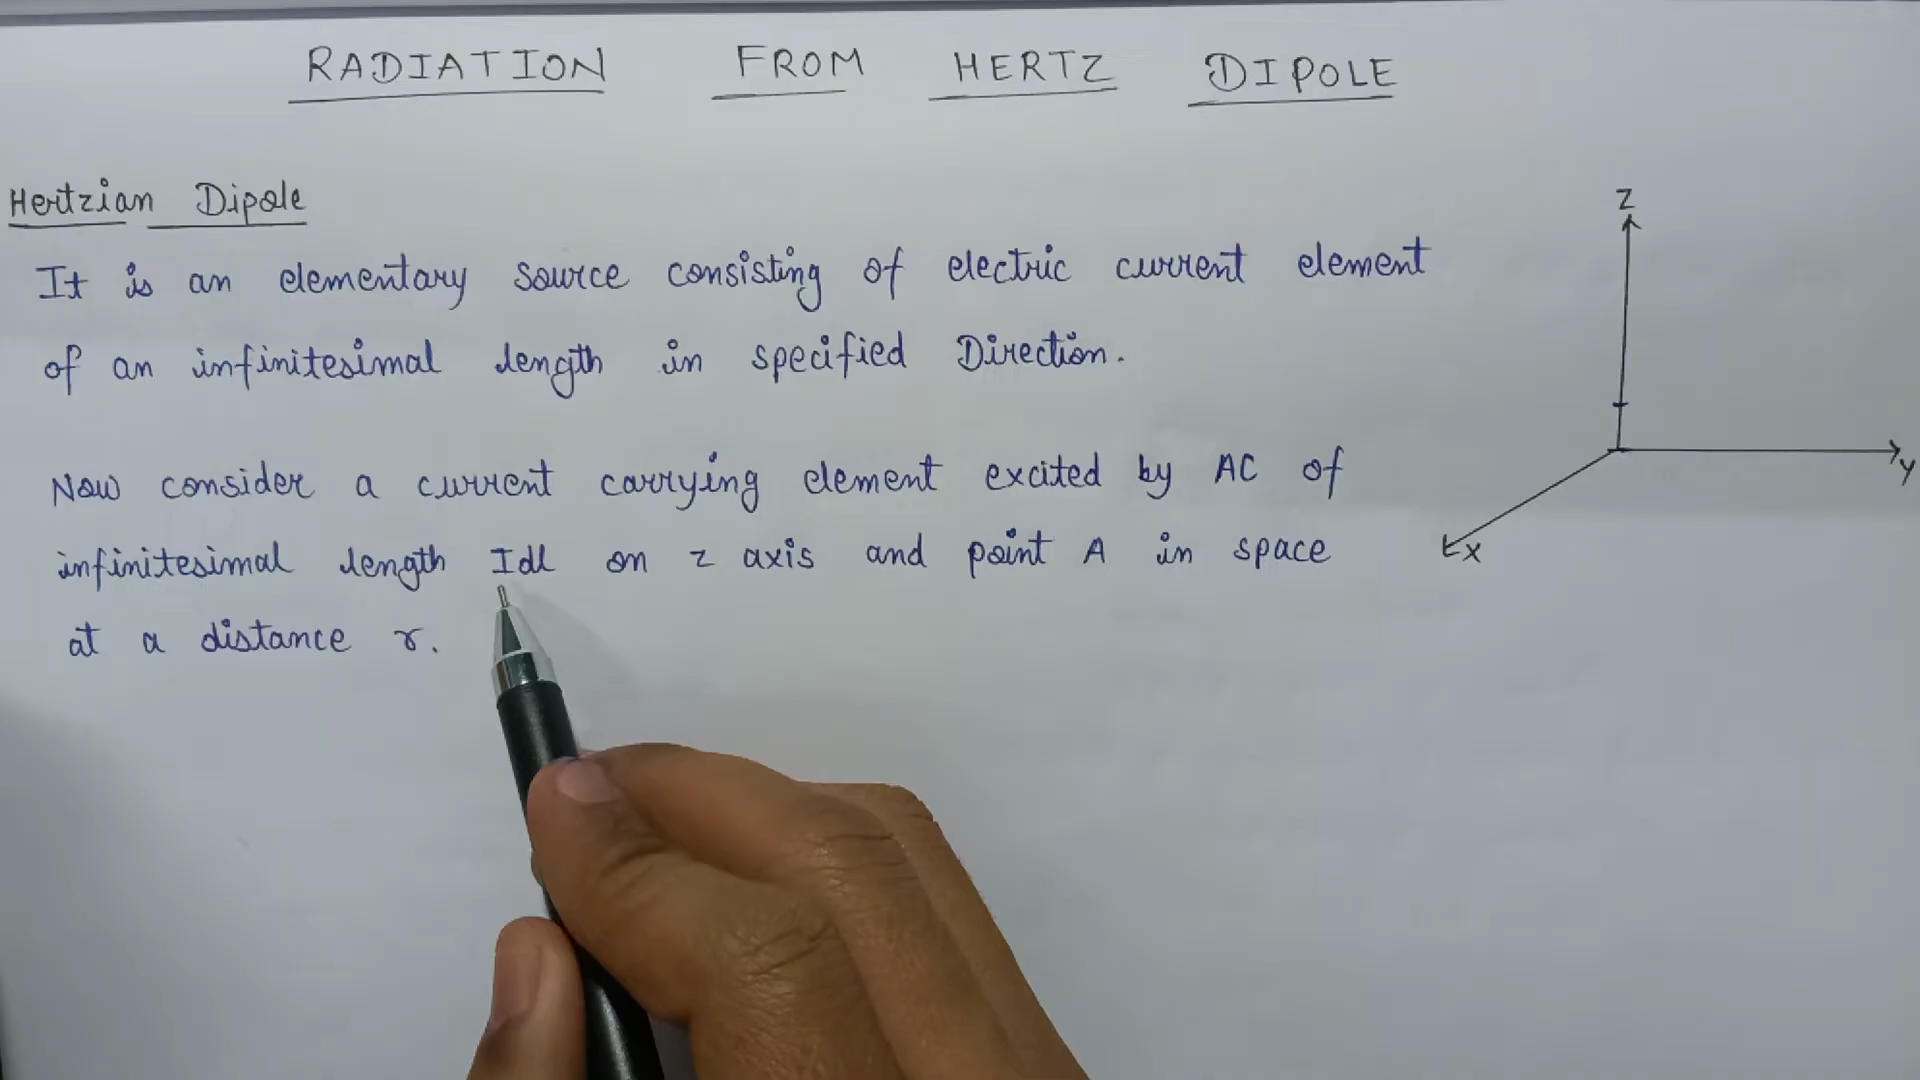 RADIATION FROM HERTZ DIPOLE
Hertzian Dipole
It is an elementary source consisting of electric current element
of an infinitesimal length in specified Direction.
Now consider a current carrying element excited by AC of
infinitesimal length Idl on z axis and point A in space
at a distance r.
Z
Y
X